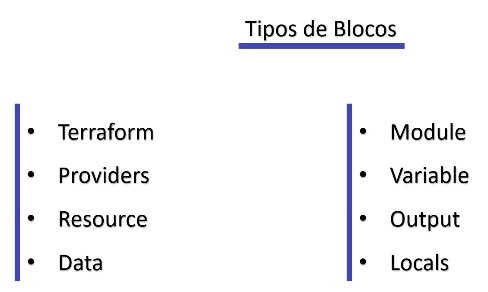 Tipos de Blocos
• Terraform
• Providers
• Resource
• Data
• Module
• Variable
• Output
• Locals